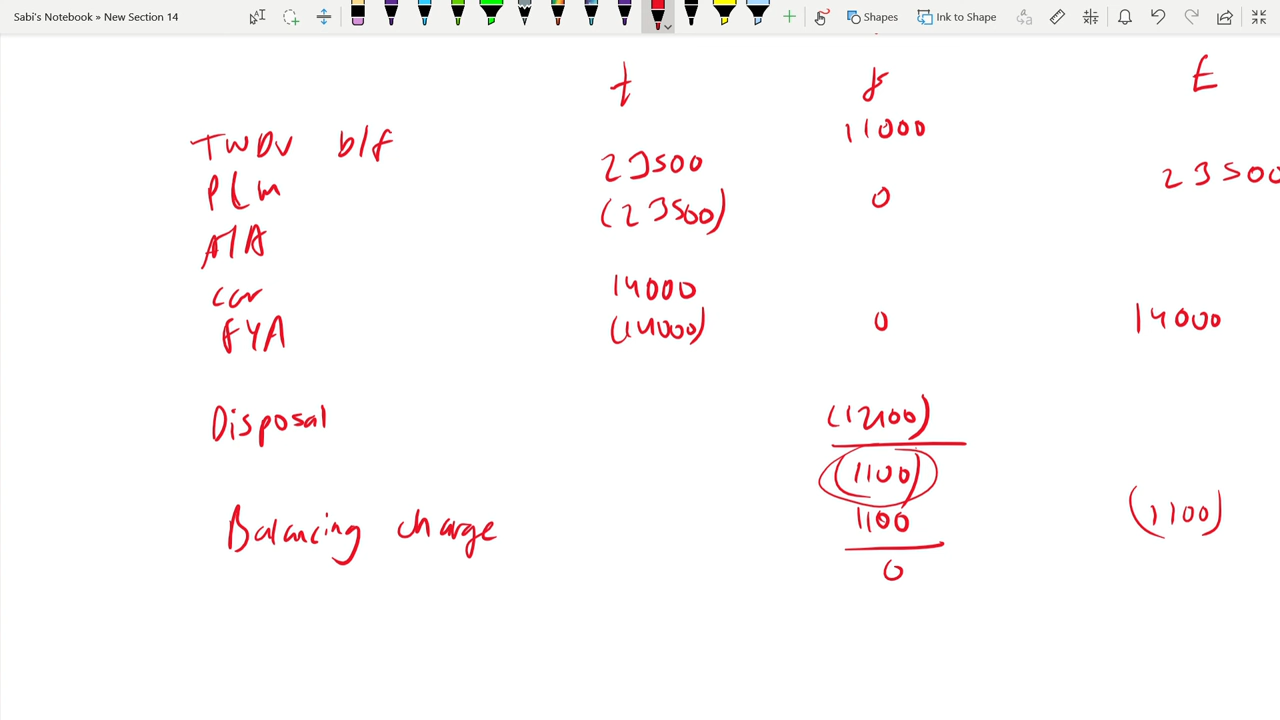 Sabi's Notebook » New Section 14
Shapes
Ink to Shape
£ £ £
TWDV b/f 11000
P&M 23500 23500
AIA (23500) 0
car 14000
FYA (14000) 0 14000
Disposal (12100)
(1100)
Balancing charge 1100 (1100)
0